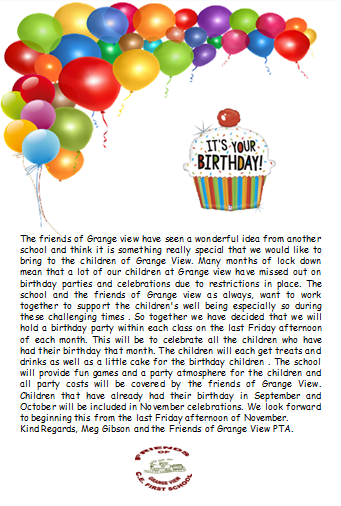 IT'S YOUR
BIRTHDAY!
The friends of Grange view have seen a wonderful idea from another
school and think it is something really special that we would like to
bring to the children of Grange View. Many months of lock down
mean that a lot of our children at Grange view have missed out on
birthday parties and celebrations due to restrictions in place. The
school and the friends of Grange view as always, want to work
together to support the children's well being especially so during
these challenging times . So together we have decided that we will
hold a birthday party within each class on the last Friday afternoon
of each month. This will be to celebrate all the children who have
had their birthday that month. The children will each get treats and
drinks as well as a little cake for the birthday children . The school
will provide fun games and a party atmosphere for the children and
all party costs will be covered by the friends of Grange View.
Children that have already had their birthday in September and
October will be included in November celebrations. We look forward
to beginning this from the last Friday afternoon of November.
Kind Regards, Meg Gibson and the Friends of Grange View PTA.
FRIENDS
OF
GRANGE VIEW
C.E. FIRST SCHOOL